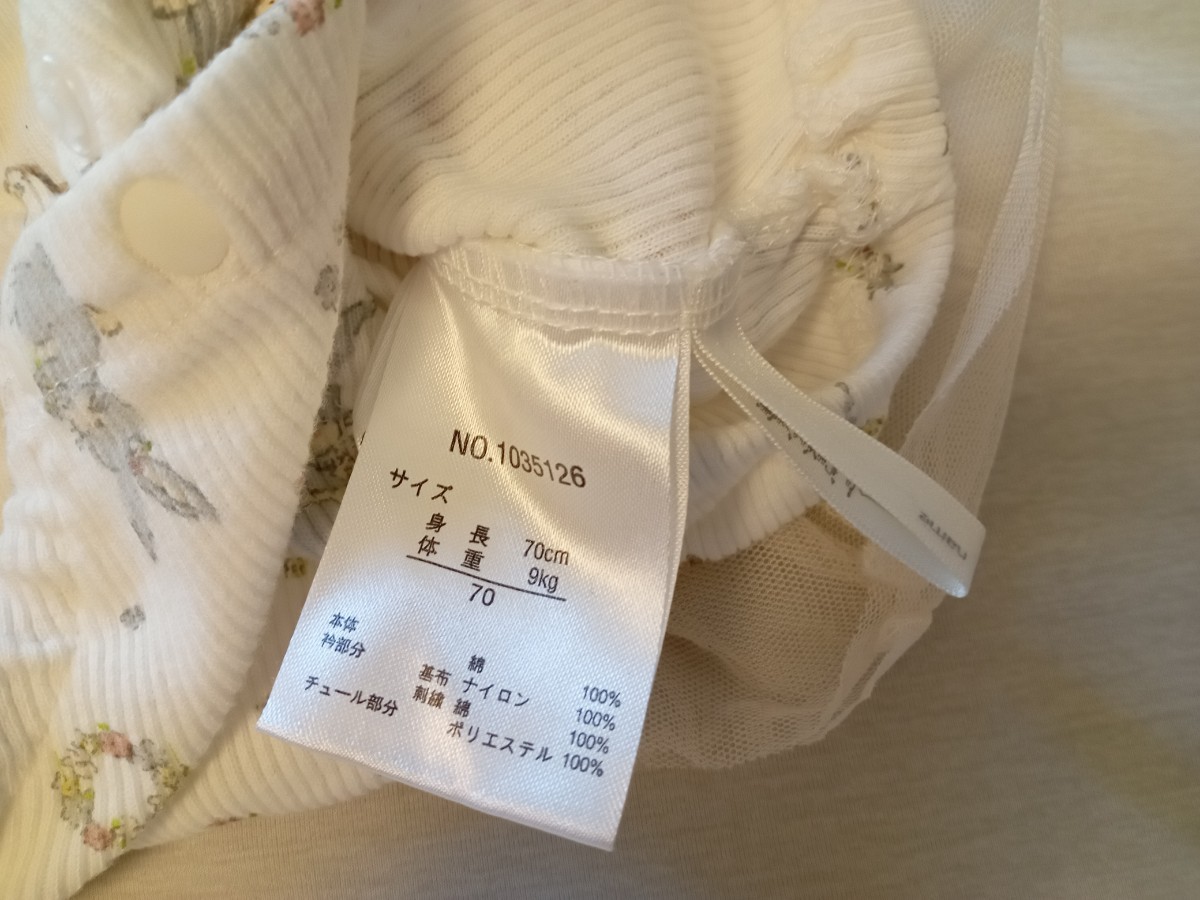 NO.1035126
サイズ
身長 70cm
体重 9kg
70
本体 綿 100%
衿部分 基布 ナイロン 100%
刺繍 綿 100%
チュール部分 ポリエステル 100%